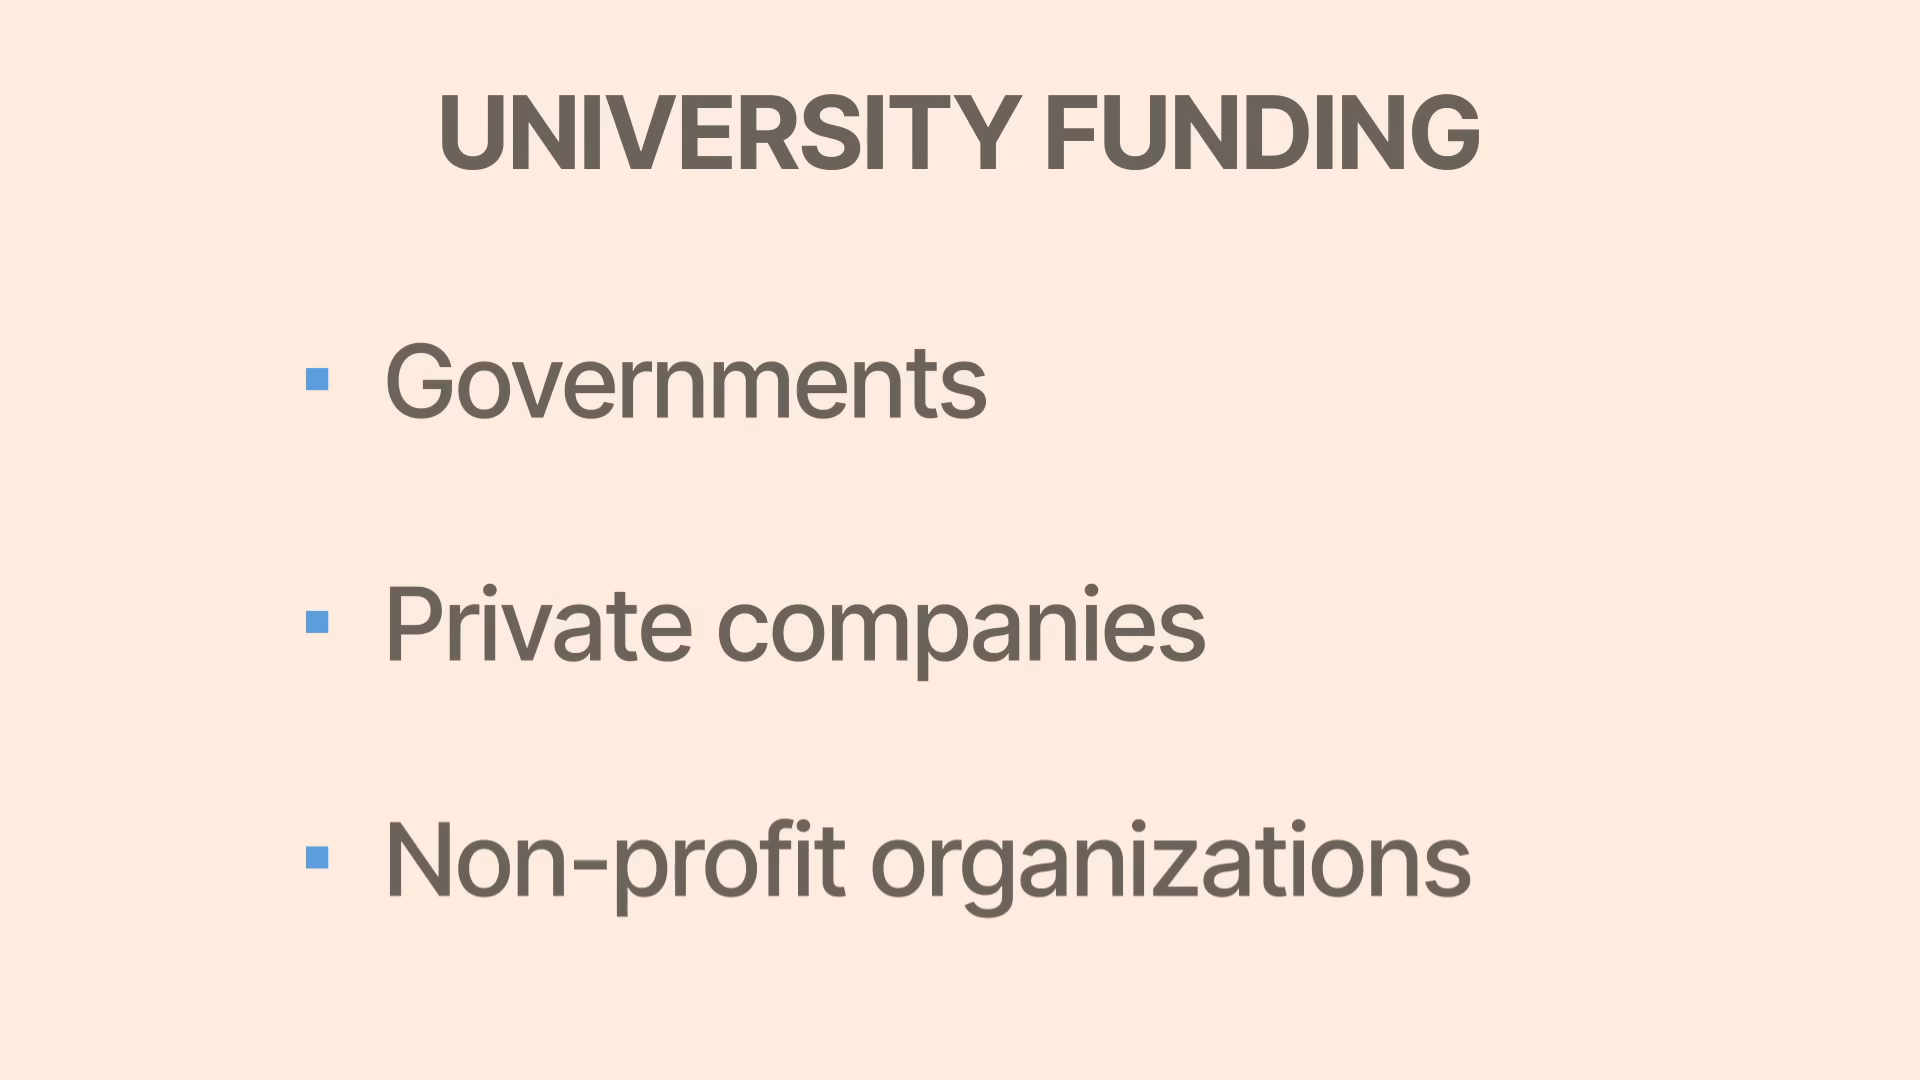 UNIVERSITY FUNDING
▪ Governments
▪ Private companies
▪ Non-profit organizations